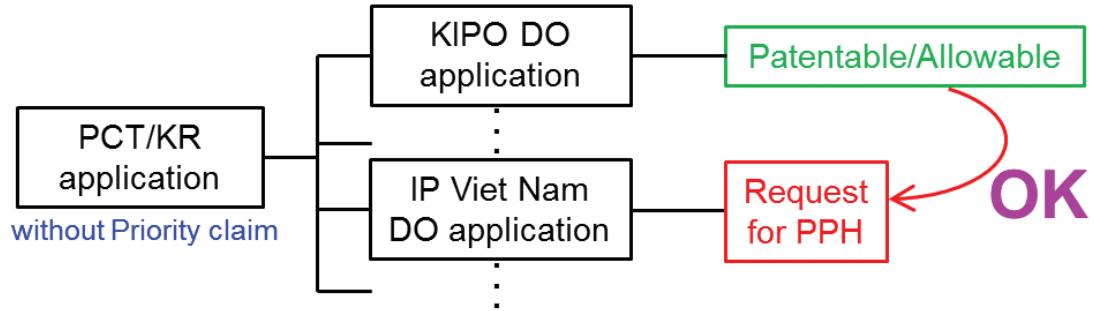 KIPO DO
application
Patentable/Allowable
PCT/KR
application
without Priority claim
IP Viet Nam
DO application
Request
for PPH
OK